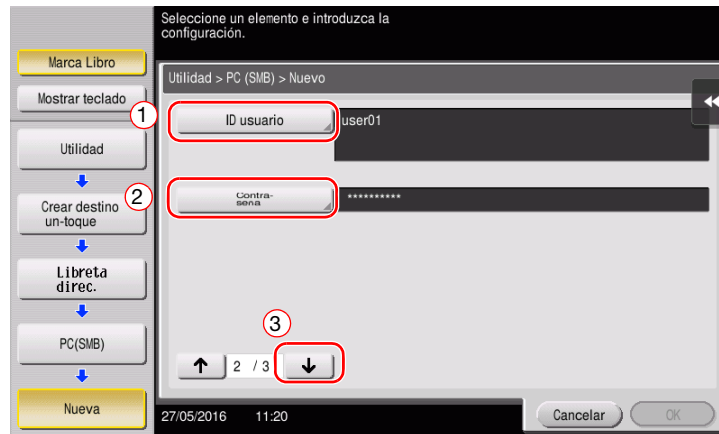 Seleccione un elemento e introduzca la
configuración.
Marca Libro
Mostrar teclado
Utilidad
Crear destino
un-toque
Libreta
direc.
PC(SMB)
Nueva
Utilidad > PC (SMB) > Nuevo
1
ID usuario
user01
2
Contra-
sena
**********
3
2 / 3
27/05/2016 11:20
Cancelar
OK